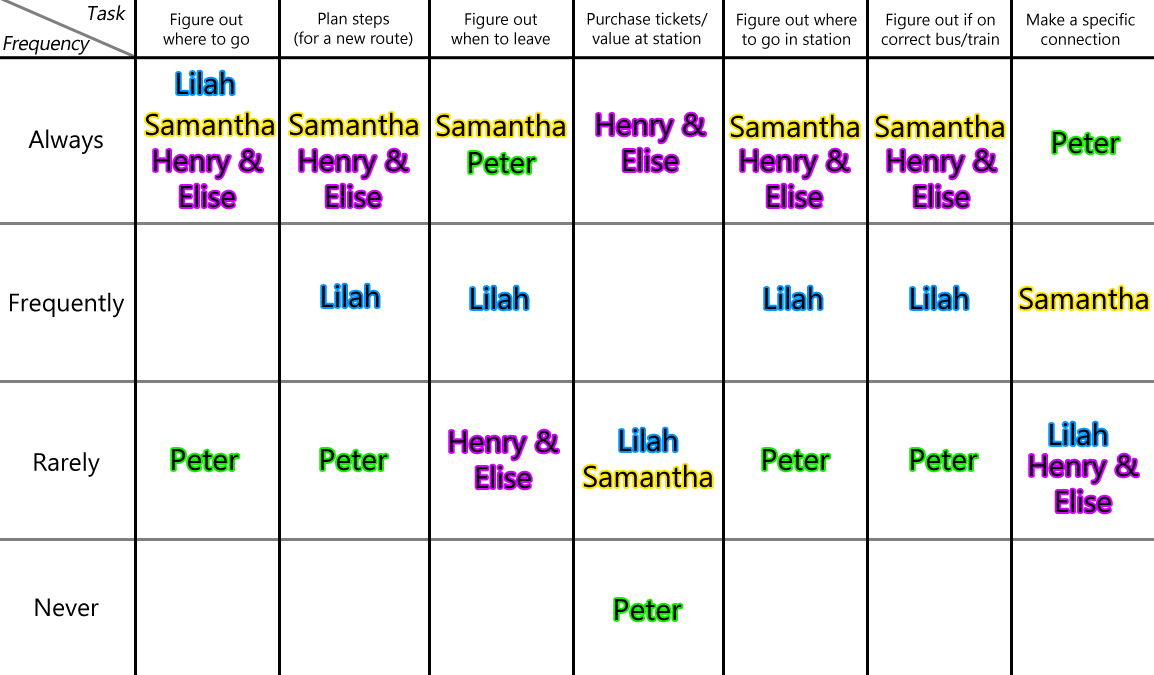 Task
Frequency
Figure out
where to go
Plan steps
(for a new route)
Figure out
when to leave
Purchase tickets/
value at station
Figure out where
to go in station
Figure out if on
correct bus/train
Make a specific
connection
Always
Lilah
Samantha
Henry &
Elise
Samantha
Henry &
Elise
Samantha
Peter
Henry &
Elise
Samantha
Henry &
Elise
Samantha
Henry &
Elise
Peter
Frequently
Lilah
Lilah
Lilah
Lilah
Samantha
Rarely
Peter
Peter
Henry &
Elise
Lilah
Samantha
Peter
Peter
Lilah
Henry &
Elise
Never
Peter